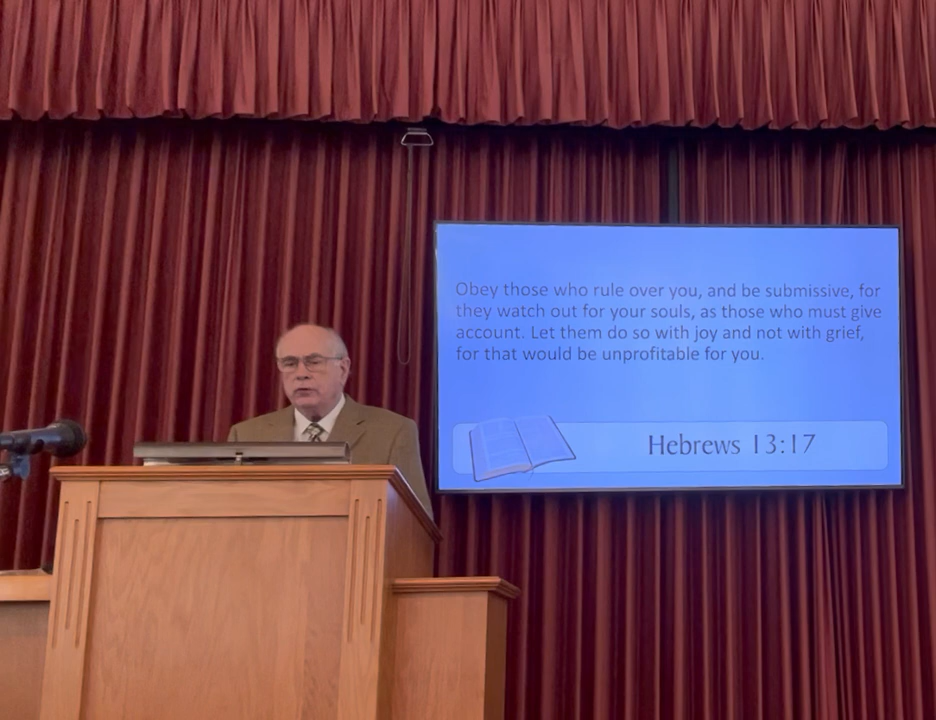 Obey those who rule over you, and be submissive, for
they watch out for your souls, as those who must give
account. Let them do so with joy and not with grief,
for that would be unprofitable for you.
Hebrews 13:17